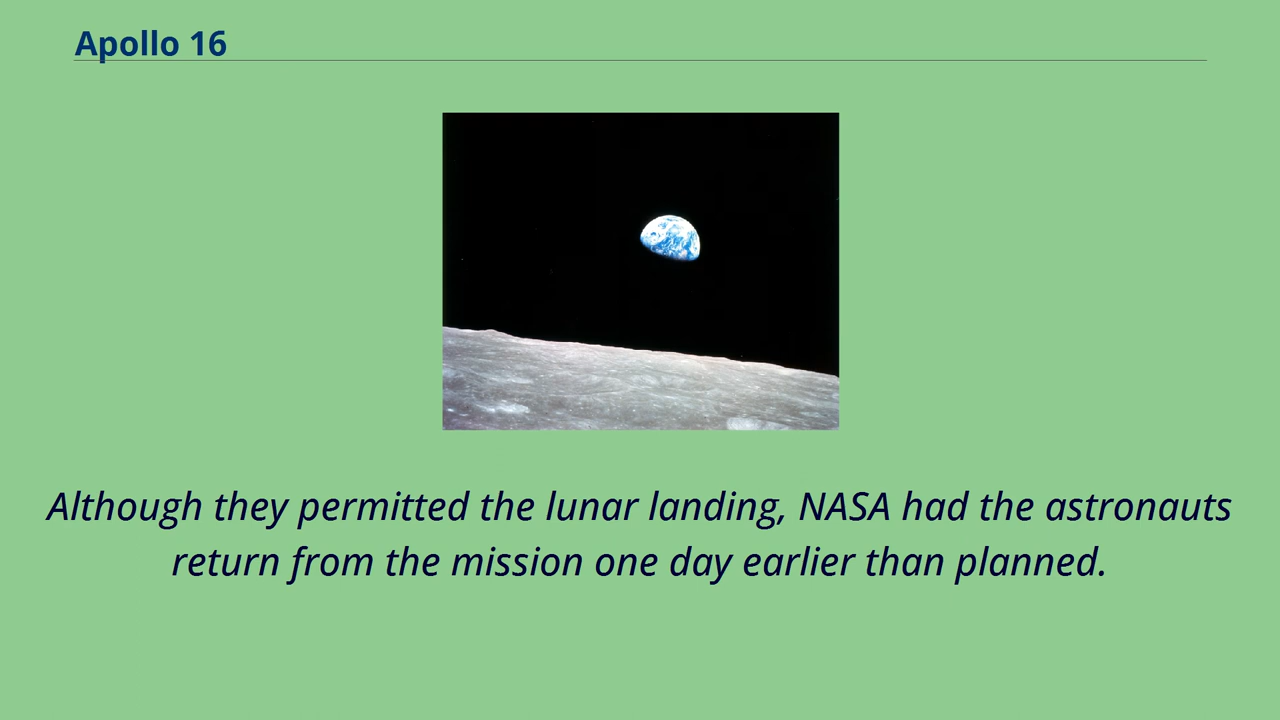 Apollo 16
Although they permitted the lunar landing, NASA had the astronauts
return from the mission one day earlier than planned.